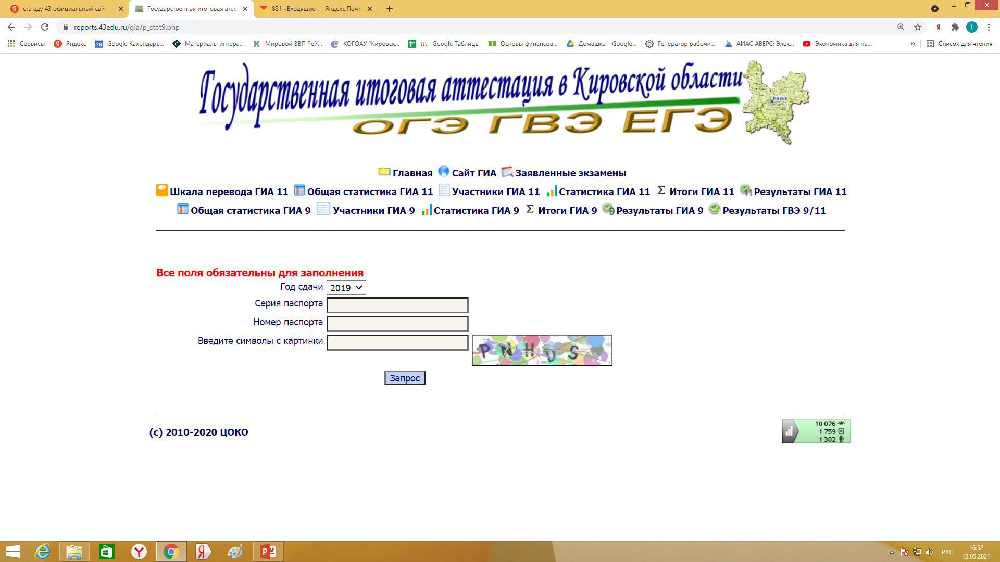 егэ еду 43 официальный сайт —
Государственная итоговая атест
831 · Входящие — Яндекс.Почта
reports.43edu.ru/gia/p_stat9.php
Я
T
Сервисы
Яндекс
28
Google Календарь...
Материалы интера...
Мировой ВВП Рей...
КОГОАУ "Кировск...
ttt - Google Таблицы
Основы финансов...
Домашка – Google...
Генератор рабочи...
АИАС АВЕРС: Элек...
Экономика для не...
»
Список для чтения
Государственная итоговая аттестация в Кировской области
Киров
ОГЭ ГВЭ ЕГЭ
Главная Сайт ГИА Заявленные экзамены
Шкала перевода ГИА 11 Общая статистика ГИА 11 Участники ГИА 11 Статистика ГИА 11 Σ Итоги ГИА 11 Результаты ГИА 11
Общая статистика ГИА 9 Участники ГИА 9 Статистика ГИА 9 Σ Итоги ГИА 9 Результаты ГИА 9 Результаты ГВЭ 9/11
Все поля обязательны для заполнения
Год сдачи 2019
Серия паспорта
Номер паспорта
Введите символы с картинки PNHDS
Запрос
(c) 2010-2020 ЦОКО
10 076
1 759
1 302
РУС
16:52
12.05.2021